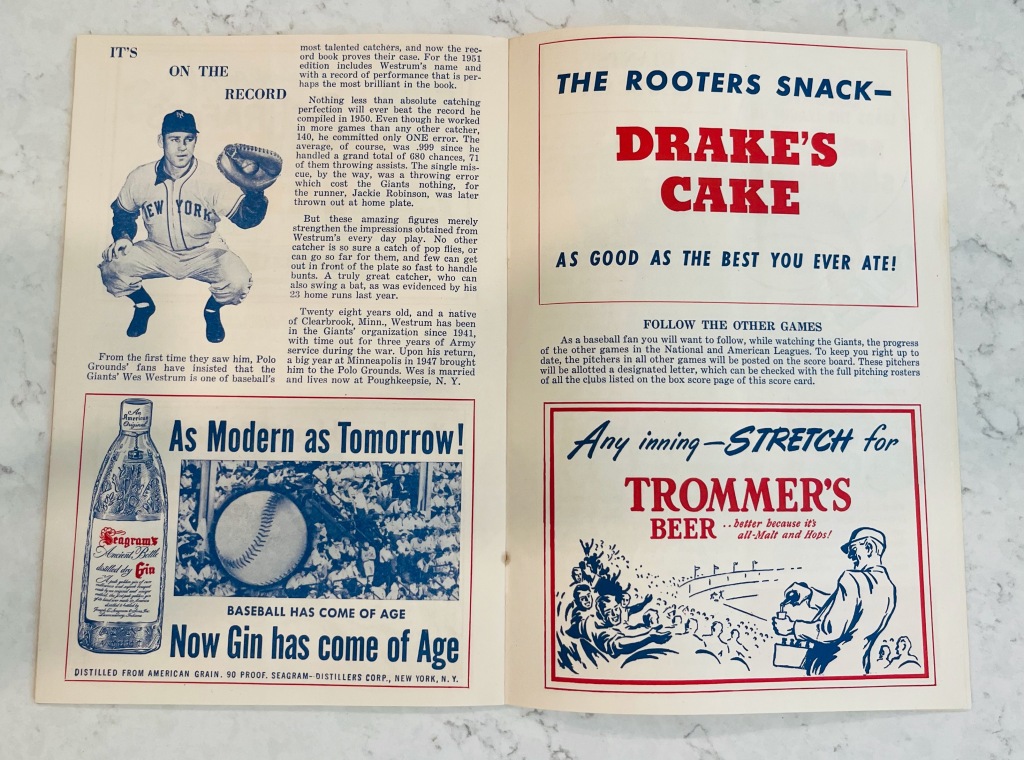 IT'S
ON THE
RECORD
NEW YORK
From the first time they saw him, Polo
Grounds' fans have insisted that the
Giants' Wes Westrum is one of baseball's
most talented catchers, and now the rec-
ord book proves their case. For the 1951
edition includes Westrum's name and
with a record of performance that is per-
haps the most brilliant in the book.
Nothing less than absolute catching
perfection will ever beat the record he
compiled in 1950. Even though he worked
in more games than any other catcher,
140, he committed only ONE error. The
average, of course, was .999 since he
handled a grand total of 680 chances, 71
of them throwing assists. The single mis-
cue, by the way, was a throwing error
which cost the Giants nothing, for
the runner, Jackie Robinson, was later
thrown out at home plate.
But these amazing figures merely
strengthen the impressions obtained from
Westrum's every day play. No other
catcher is so sure a catch of pop flies, or
can go so far for them, and few can get
out in front of the plate so fast to handle
bunts. A truly great catcher, who can
also swing a bat, as was evidenced by his
23 home runs last year.
Twenty eight years old, and a native
of Clearbrook, Minn., Westrum has been
in the Giants' organization since 1941,
with time out for three years of Army
service during the war. Upon his return,
a big year at Minneapolis in 1947 brought
him to the Polo Grounds. Wes is married
and lives now at Poughkeepsie, N. Y.
As Modern as Tomorrow!
An
American
Seagram's
Ancient Bottle
distilled dry Gin
BASEBALL HAS COME OF AGE
Now Gin has come of Age
DISTILLED FROM AMERICAN GRAIN. 90 PROOF. SEAGRAM-DISTILLERS CORP., NEW YORK, N. Y.
THE ROOTERS SNACK—
DRAKE'S
CAKE
AS GOOD AS THE BEST YOU EVER ATE!
FOLLOW THE OTHER GAMES
As a baseball fan you will want to follow, while watching the Giants, the progress
of the other games in the National and American Leagues. To keep you right up to
date, the pitchers in all other games will be posted on the score board. These pitchers
will be allotted a designated letter, which can be checked with the full pitching rosters
of all the clubs listed on the box score page of this score card.
Any inning—STRETCH for
TROMMER'S
BEER ..better because it's
all-Malt and Hops!